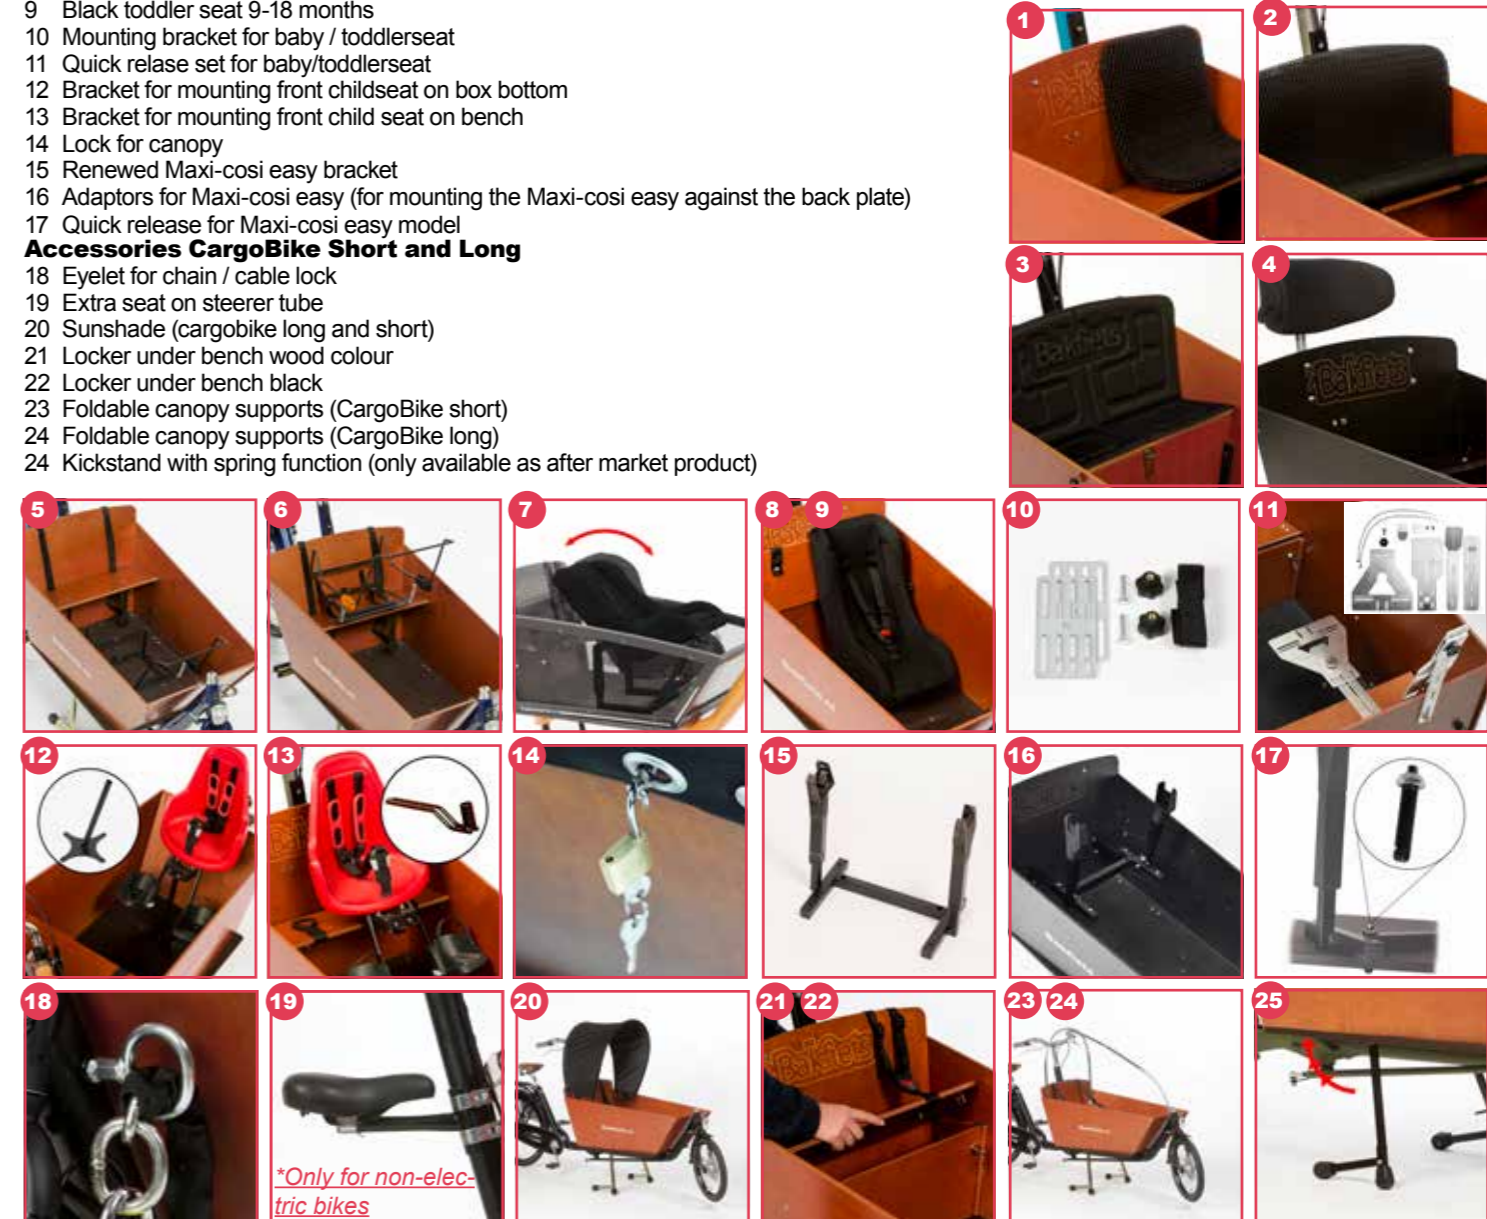 9 Black toddler seat 9-18 months
10 Mounting bracket for baby / toddlerseat
11 Quick relase set for baby/toddlerseat
12 Bracket for mounting front childseat on box bottom
13 Bracket for mounting front child seat on bench
14 Lock for canopy
15 Renewed Maxi-cosi easy bracket
16 Adaptors for Maxi-cosi easy (for mounting the Maxi-cosi easy against the back plate)
17 Quick release for Maxi-cosi easy model
Accessories CargoBike Short and Long
18 Eyelet for chain / cable lock
19 Extra seat on steerer tube
20 Sunshade (cargobike long and short)
21 Locker under bench wood colour
22 Locker under bench black
23 Foldable canopy supports (CargoBike short)
24 Foldable canopy supports (CargoBike long)
24 Kickstand with spring function (only available as after market product)
1
2
3
Bakfiets
4
Bakfiets
5
6
7
8 9
10
11
12
13
14
15
16
17
18
19
*Only for non-elec-
tric bikes
20
21 22
Bakfiets
23 24
25